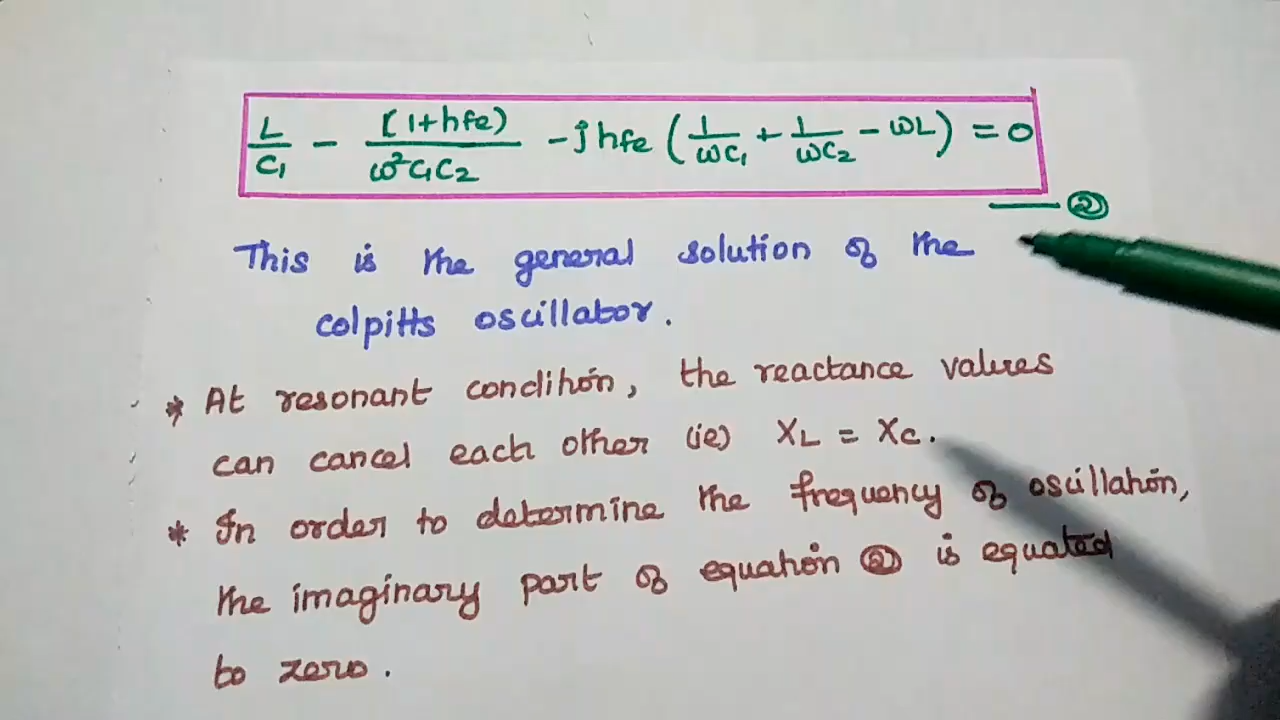 L/C₁ - (1+hfe)/ω²C₁C₂ - jhfe (1/ωC₁ + 1/ωC₂ - ωL) = 0
②
This is the general solution of the
colpitts oscillator.
* At resonant condition, the reactance values
can cancel each other (ie) XL = XC.
* In order to determine the frequency of oscillation,
the imaginary part of equation ② is equated
to zero.